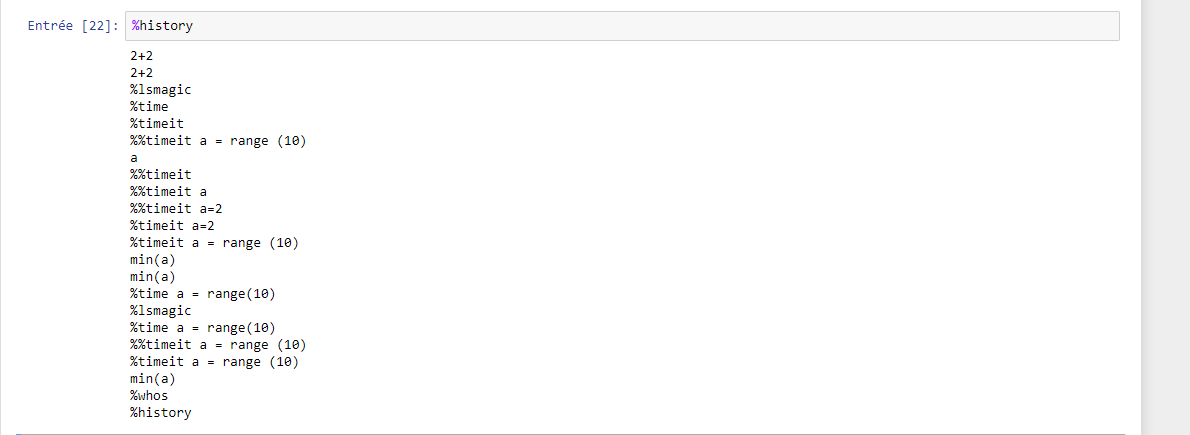 Entrée [22]: %history
2+2
2+2
%lsmagic
%time
%timeit
%%timeit a = range (10)
a
%%timeit
%%timeit a
%%timeit a=2
%timeit a=2
%timeit a = range (10)
min(a)
min(a)
%time a = range(10)
%lsmagic
%time a = range(10)
%%timeit a = range (10)
%timeit a = range (10)
min(a)
%whos
%history